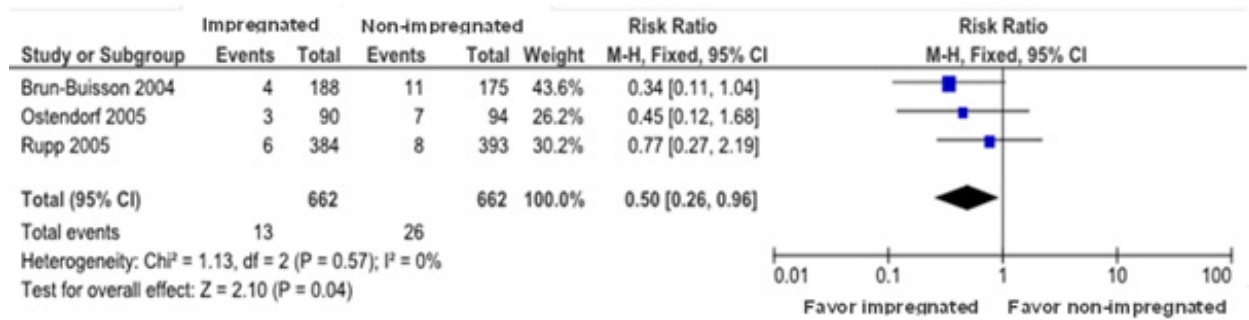 Impregnated Non-impregnated Risk Ratio Risk Ratio
Study or Subgroup Events Total Events Total Weight M-H, Fixed, 95% CI M-H, Fixed, 95% CI
Brun-Buisson 2004 4 188 11 175 43.6% 0.34 [0.11, 1.04]
Ostendorf 2005 3 90 7 94 26.2% 0.45 [0.12, 1.68]
Rupp 2005 6 384 8 393 30.2% 0.77 [0.27, 2.19]
Total (95% CI) 662 662 100.0% 0.50 [0.26, 0.96]
Total events 13 26
Heterogeneity: Chi² = 1.13, df = 2 (P = 0.57); I² = 0%
Test for overall effect: Z = 2.10 (P = 0.04)
0.01 0.1 1 10 100
Favor impregnated Favor non-impregnated